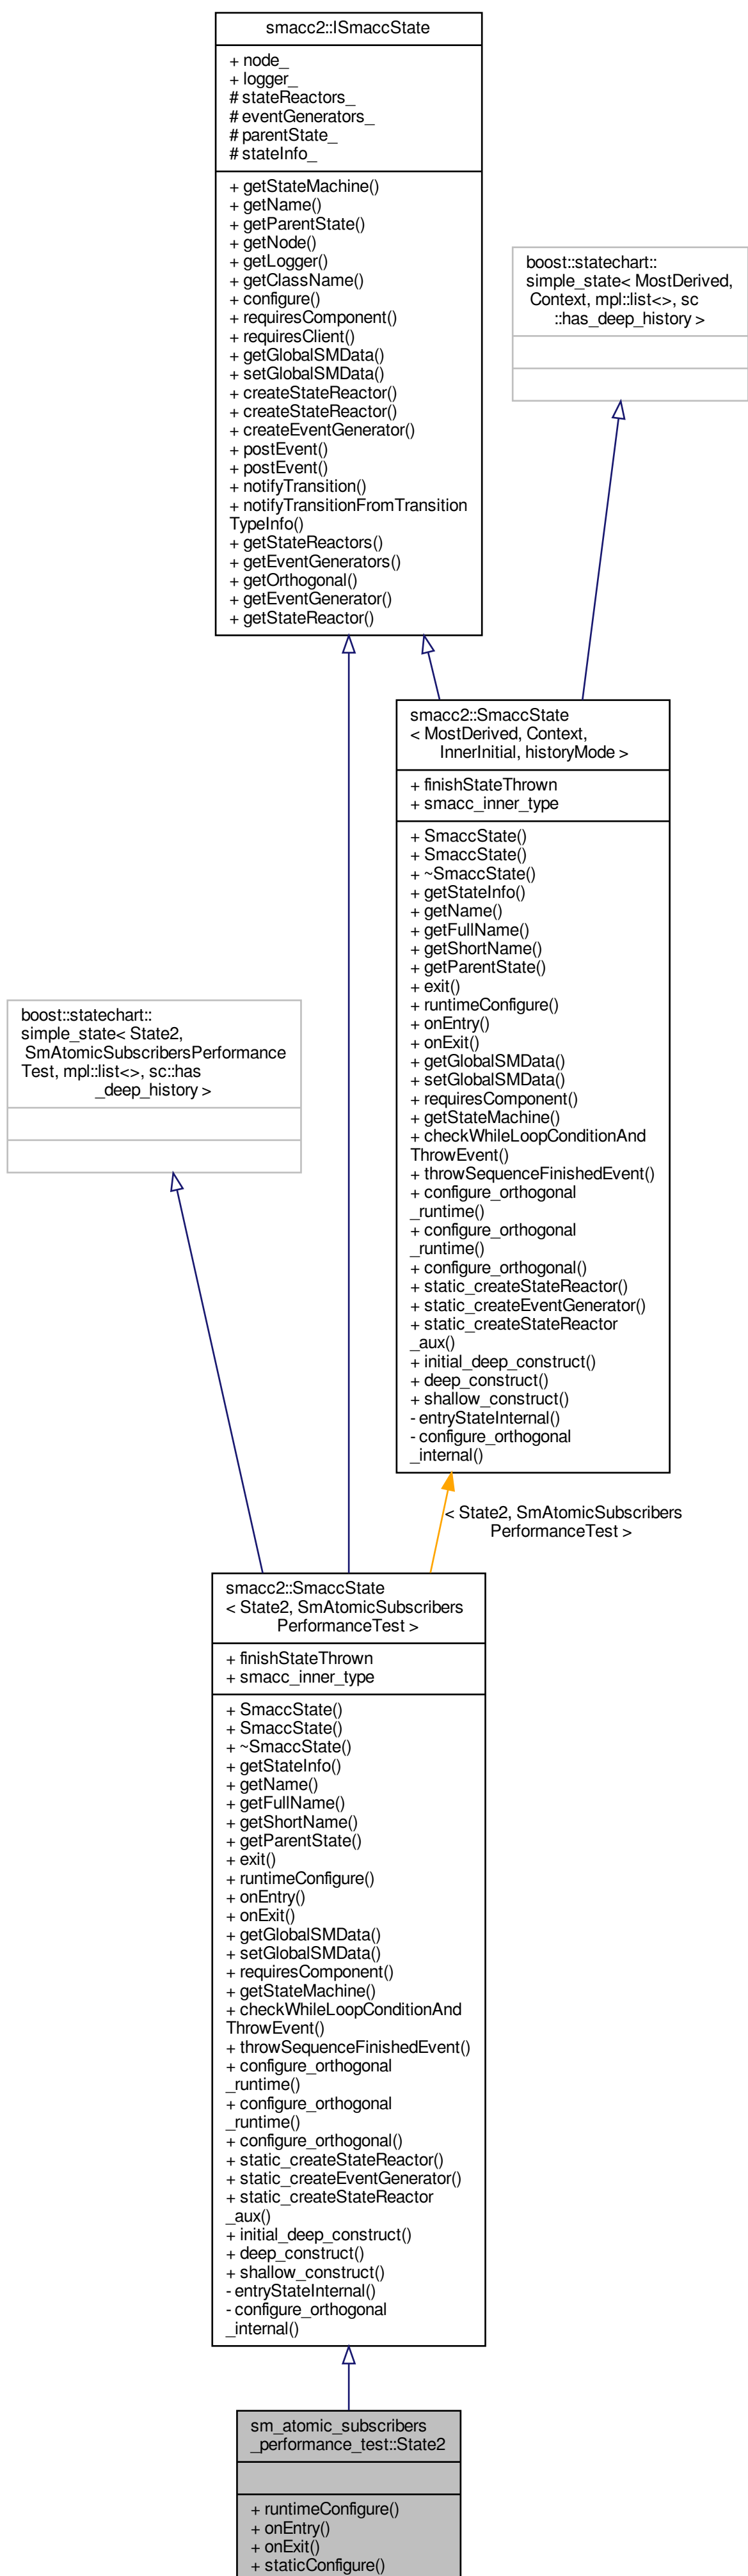 smacc2::ISmaccState
+ node_
+ logger_
# stateReactors_
# eventGenerators_
# parentState_
# stateInfo_
+ getStateMachine()
+ getName()
+ getParentState()
+ getNode()
+ getLogger()
+ getClassName()
+ configure()
+ requiresComponent()
+ requiresClient()
+ getGlobalSMData()
+ setGlobalSMData()
+ createStateReactor()
+ createStateReactor()
+ createEventGenerator()
+ postEvent()
+ postEvent()
+ notifyTransition()
+ notifyTransitionFromTransition
TypeInfo()
+ getStateReactors()
+ getEventGenerators()
+ getOrthogonal()
+ getEventGenerator()
+ getStateReactor()
boost::statechart::
simple_state< MostDerived,
Context, mpl::list<>, sc
::has_deep_history >
smacc2::SmaccState
< MostDerived, Context,
InnerInitial, historyMode >
+ finishStateThrown
+ smacc_inner_type
+ SmaccState()
+ SmaccState()
+ ~SmaccState()
+ getStateInfo()
+ getName()
+ getFullName()
+ getShortName()
+ getParentState()
+ exit()
+ runtimeConfigure()
+ onEntry()
+ onExit()
+ getGlobalSMData()
+ setGlobalSMData()
+ requiresComponent()
+ getStateMachine()
+ checkWhileLoopConditionAnd
ThrowEvent()
+ throwSequenceFinishedEvent()
+ configure_orthogonal
_runtime()
+ configure_orthogonal
_runtime()
+ configure_orthogonal()
+ static_createStateReactor()
+ static_createEventGenerator()
+ static_createStateReactor
_aux()
+ initial_deep_construct()
+ deep_construct()
+ shallow_construct()
- entryStateInternal()
- configure_orthogonal
_internal()
boost::statechart::
simple_state< State2,
SmAtomicSubscribersPerformance
Test, mpl::list<>, sc::has
_deep_history >
< State2, SmAtomicSubscribers
PerformanceTest >
smacc2::SmaccState
< State2, SmAtomicSubscribers
PerformanceTest >
+ finishStateThrown
+ smacc_inner_type
+ SmaccState()
+ SmaccState()
+ ~SmaccState()
+ getStateInfo()
+ getName()
+ getFullName()
+ getShortName()
+ getParentState()
+ exit()
+ runtimeConfigure()
+ onEntry()
+ onExit()
+ getGlobalSMData()
+ setGlobalSMData()
+ requiresComponent()
+ getStateMachine()
+ checkWhileLoopConditionAnd
ThrowEvent()
+ throwSequenceFinishedEvent()
+ configure_orthogonal
_runtime()
+ configure_orthogonal
_runtime()
+ configure_orthogonal()
+ static_createStateReactor()
+ static_createEventGenerator()
+ static_createStateReactor
_aux()
+ initial_deep_construct()
+ deep_construct()
+ shallow_construct()
- entryStateInternal()
- configure_orthogonal
_internal()
sm_atomic_subscribers
_performance_test::State2
+ runtimeConfigure()
+ onEntry()
+ onExit()
+ staticConfigure()